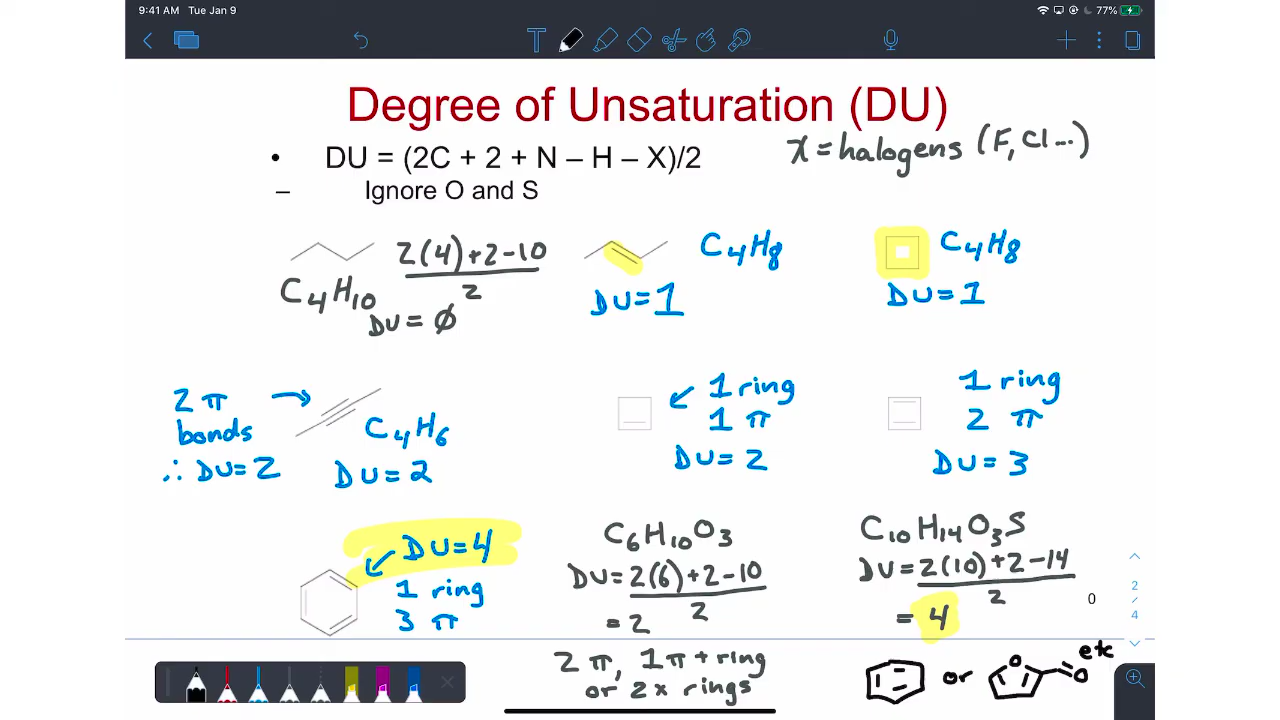 9:41 AM Tue Jan 9
77%
T
Degree of Unsaturation (DU)
• DU = (2C + 2 + N – H – X)/2
x = halogens (F, Cl...)
– Ignore O and S
2(4)+2-10
2
C4H10
DU = ∅
C4H8
DU = 1
C4H8
DU = 1
2 π
bonds
∴ DU = 2
C4H6
DU = 2
1 ring
1 π
DU = 2
1 ring
2 π
DU = 3
DU = 4
1 ring
3 π
C6H10O3
DU = 2(6)+2-10
2
= 2
2 π, 1π + ring
or 2x rings
C10H14O3S
DU = 2(10)+2-14
2
= 4
0
2
/
4
or
O
O
etc